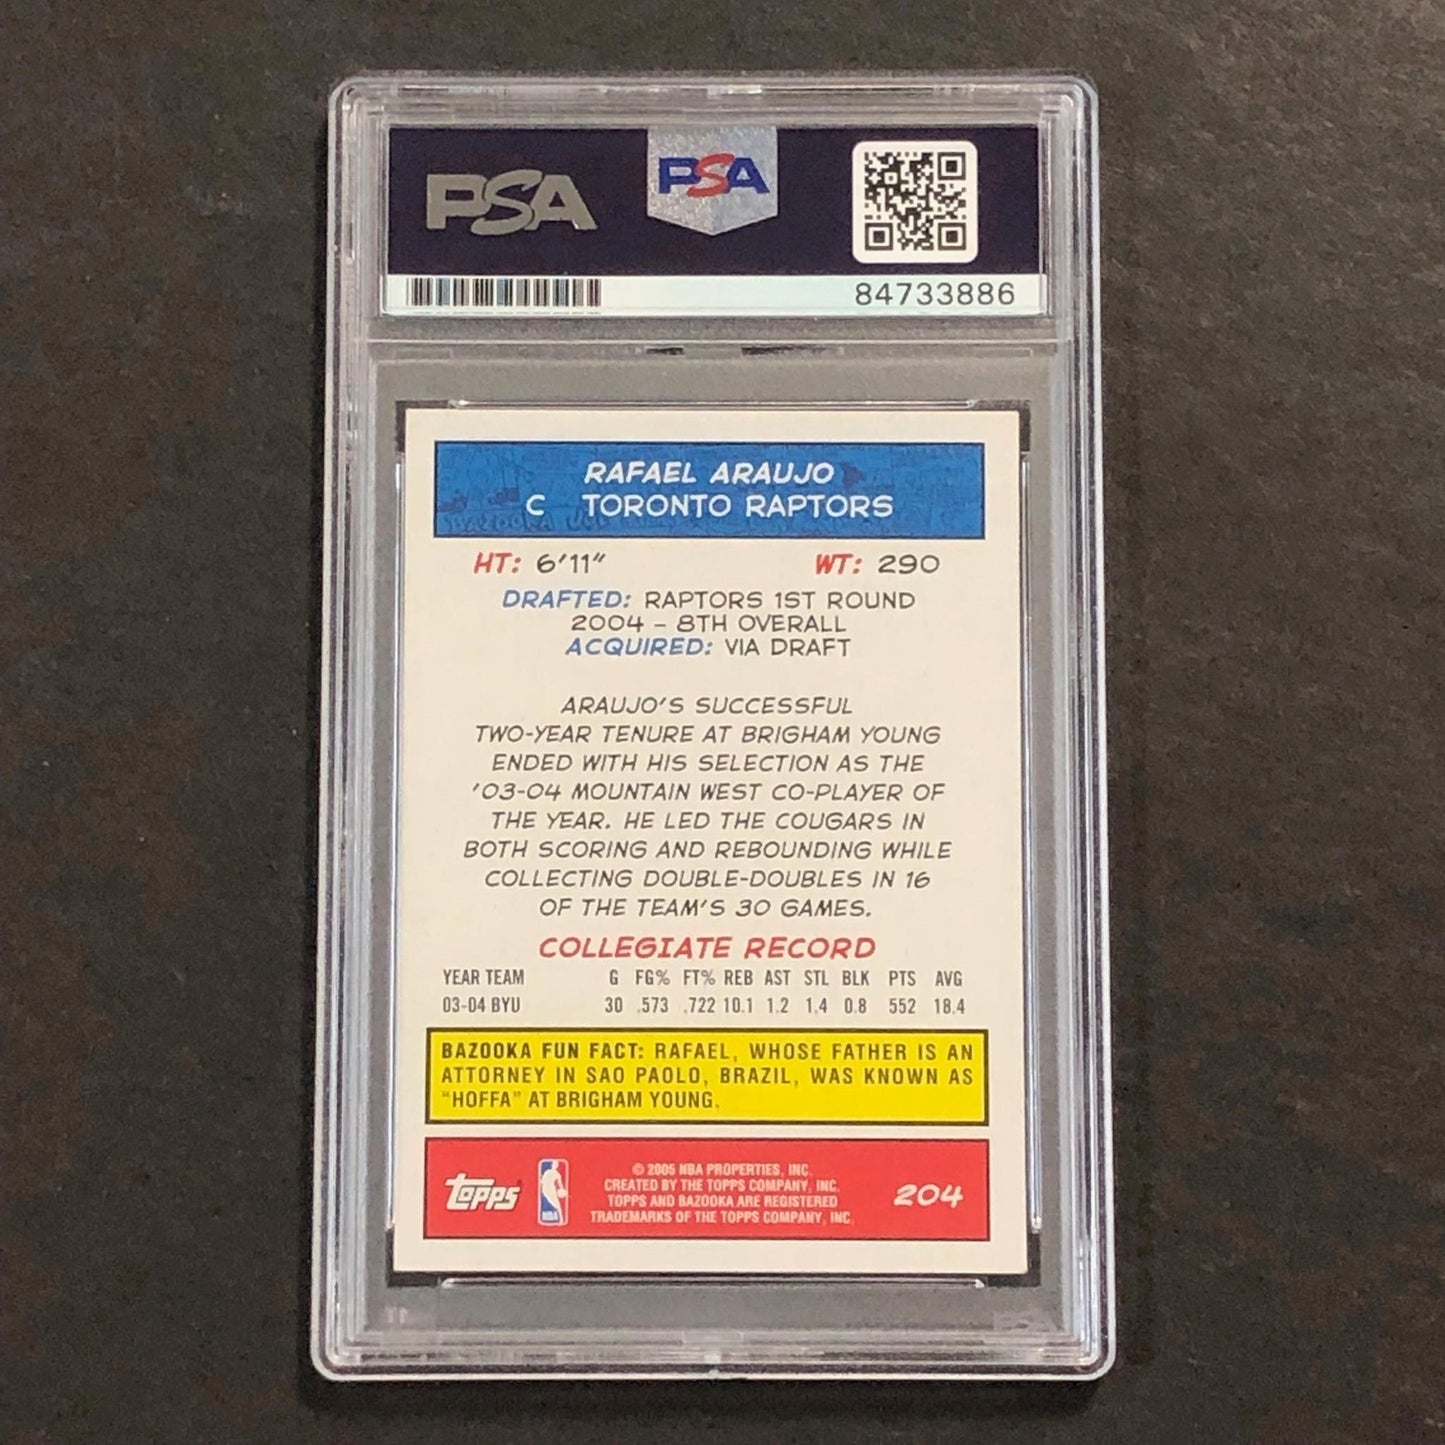 PSA PSA
84733886
RAFAEL ARAUJO
C TORONTO RAPTORS
HT: 6'11" WT: 290
DRAFTED: RAPTORS 1ST ROUND
2004 - 8TH OVERALL
ACQUIRED: VIA DRAFT
ARAUJO'S SUCCESSFUL
TWO-YEAR TENURE AT BRIGHAM YOUNG
ENDED WITH HIS SELECTION AS THE
'03-04 MOUNTAIN WEST CO-PLAYER OF
THE YEAR. HE LED THE COUGARS IN
BOTH SCORING AND REBOUNDING WHILE
COLLECTING DOUBLE-DOUBLES IN 16
OF THE TEAM'S 30 GAMES.
COLLEGIATE RECORD
YEAR TEAM G FG% FT% REB AST STL BLK PTS AVG
03-04 BYU 30 .573 .722 10.1 1.2 1.4 0.8 552 18.4
BAZOOKA FUN FACT: RAFAEL, WHOSE FATHER IS AN
ATTORNEY IN SAO PAOLO, BRAZIL, WAS KNOWN AS
"HOFFA" AT BRIGHAM YOUNG.
© 2005 NBA PROPERTIES, INC.
CREATED BY THE TOPPS COMPANY, INC.
TOPPS AND BAZOOKA ARE REGISTERED
TRADEMARKS OF THE TOPPS COMPANY, INC.
Topps NBA 204